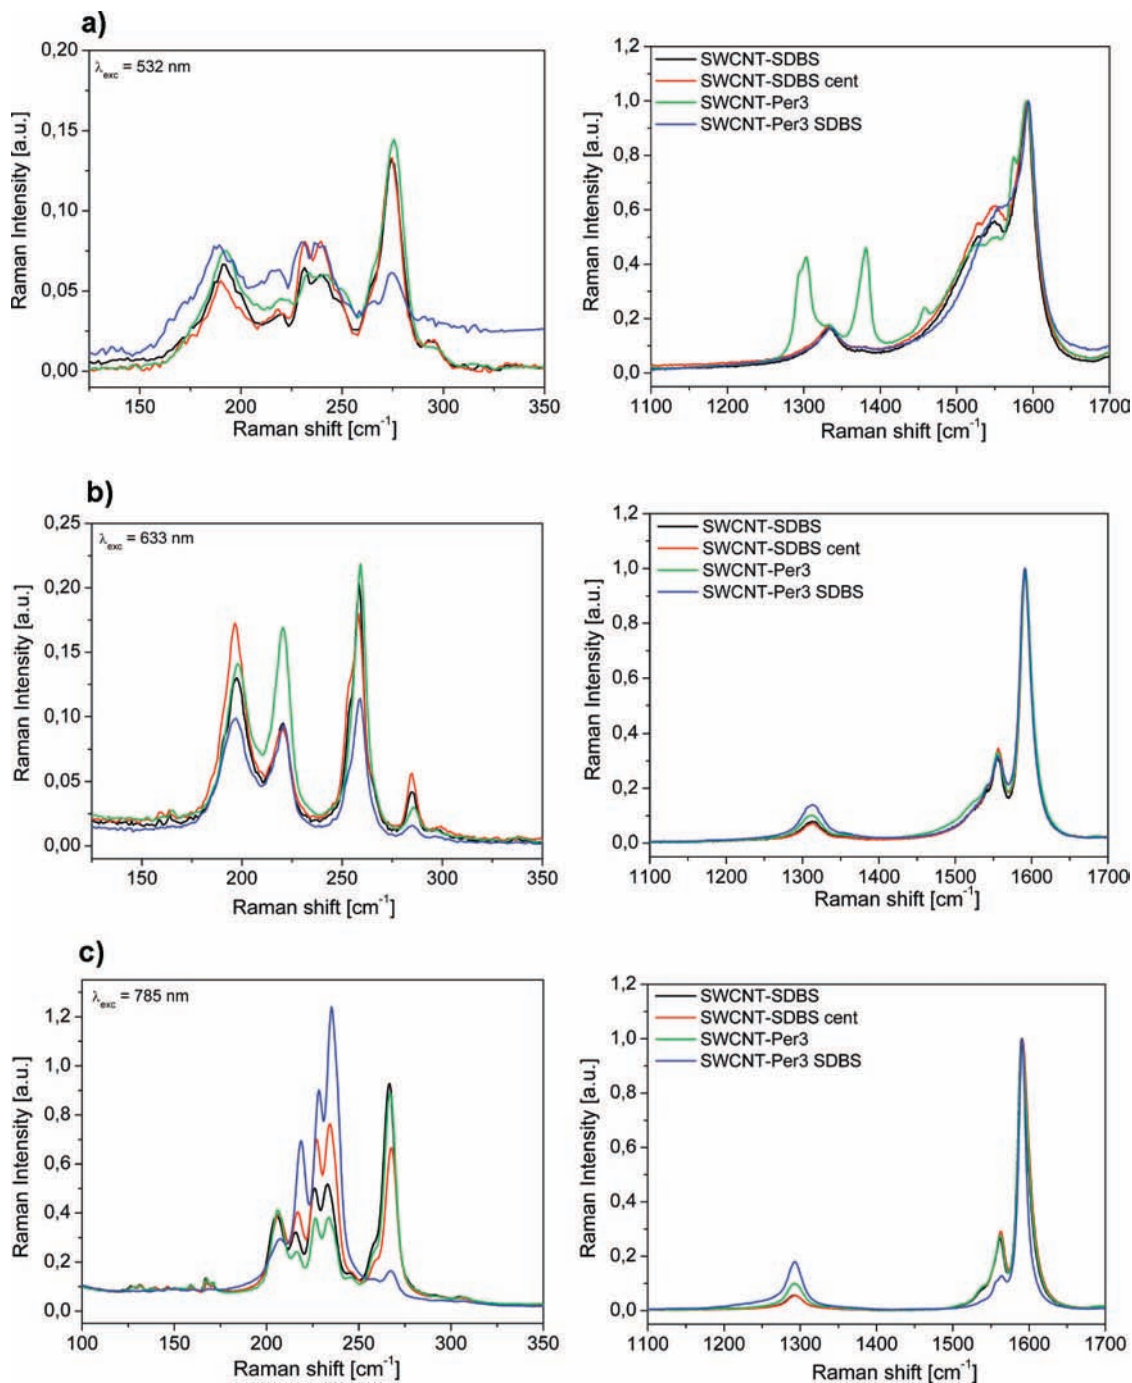 a)
λexc = 532 nm
0,20
0,15
0,10
0,05
0,00
Raman Intensity [a.u.]
150 200 250 300 350
Raman shift [cm-1]
SWCNT-SDBS
SWCNT-SDBS cent
SWCNT-Per3
SWCNT-Per3 SDBS
1,2
1,0
0,8
0,6
0,4
0,2
0,0
Raman Intensity [a.u.]
1100 1200 1300 1400 1500 1600 1700
Raman shift [cm-1]
b)
λexc = 633 nm
0,25
0,20
0,15
0,10
0,05
0,00
Raman Intensity [a.u.]
150 200 250 300 350
Raman shift [cm-1]
SWCNT-SDBS
SWCNT-SDBS cent
SWCNT-Per3
SWCNT-Per3 SDBS
1,2
1,0
0,8
0,6
0,4
0,2
0,0
Raman Intensity [a.u.]
1100 1200 1300 1400 1500 1600 1700
Raman shift [cm-1]
c)
λexc = 785 nm
1,2
1,0
0,8
0,6
0,4
0,2
0,0
Raman Intensity [a.u.]
100 150 200 250 300 350
Raman shift [cm-1]
SWCNT-SDBS
SWCNT-SDBS cent
SWCNT-Per3
SWCNT-Per3 SDBS
1,2
1,0
0,8
0,6
0,4
0,2
0,0
Raman Intensity [a.u.]
1100 1200 1300 1400 1500 1600 1700
Raman shift [cm-1]